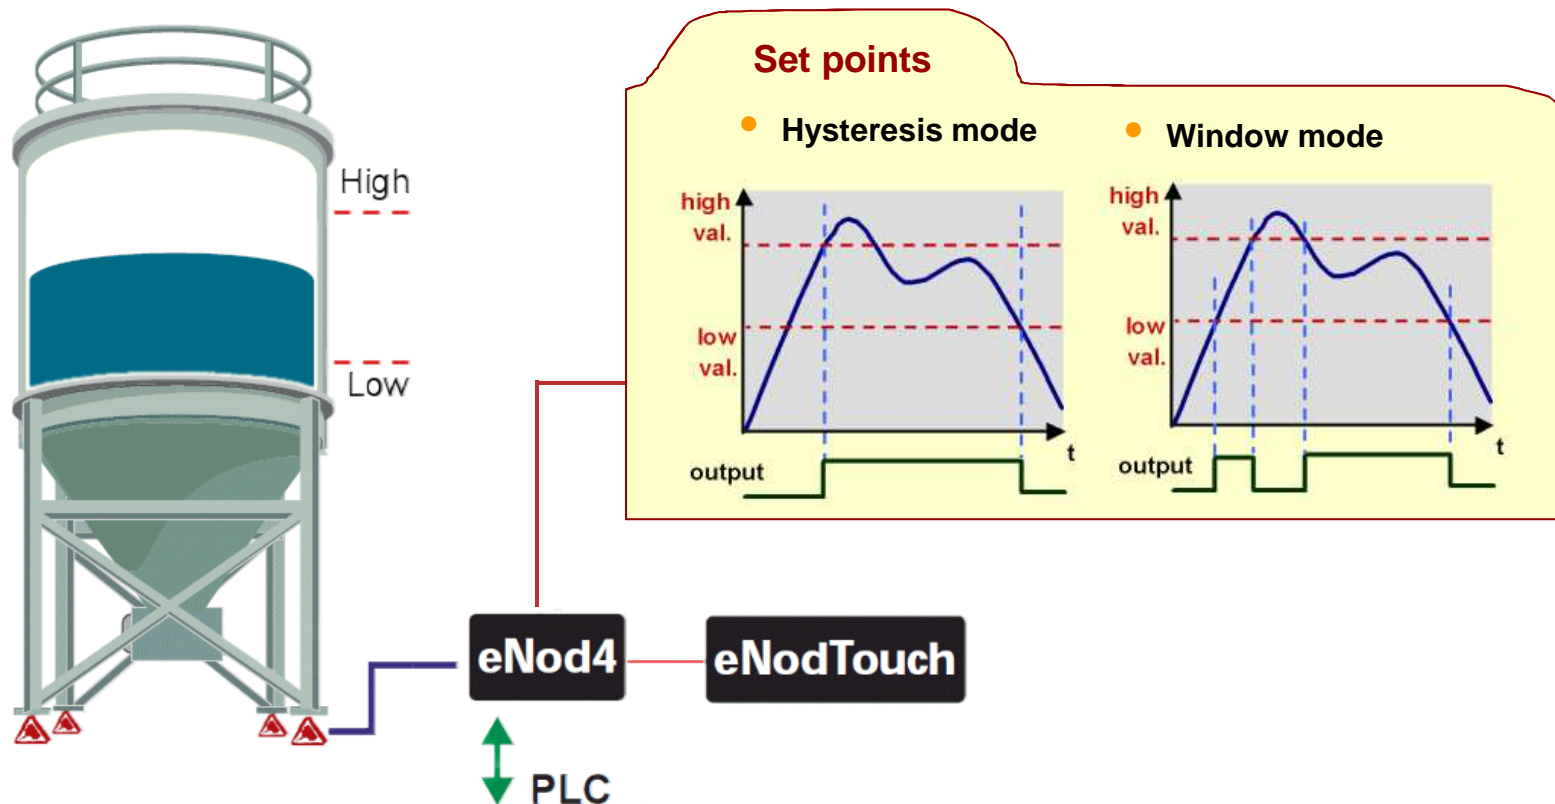 Set points
Hysteresis mode
Window mode
high
val.
low
val.
t
output
high
val.
low
val.
t
output
High
Low
eNod4
eNodTouch
PLC